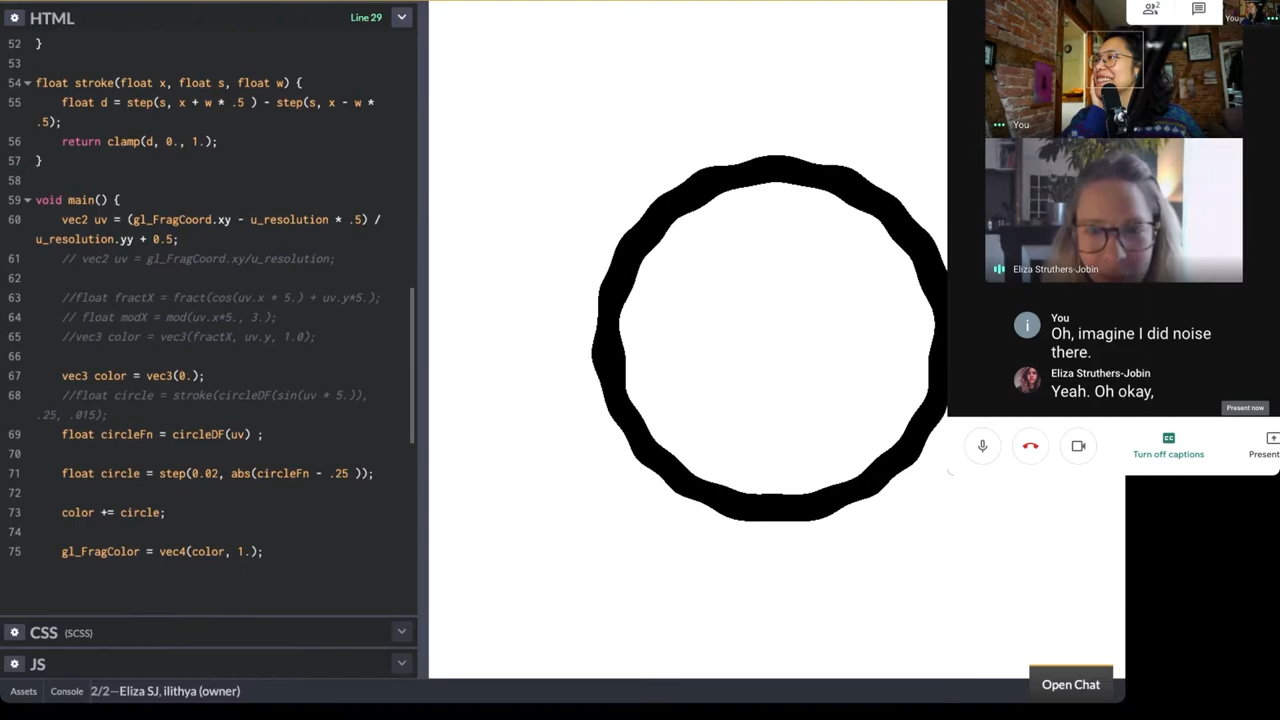 HTML
Line 29
52 }
53
54 float stroke(float x, float s, float w) {
55 float d = step(s, x + w * .5 ) - step(s, x - w *
.5);
56 return clamp(d, 0., 1.);
57 }
58
59 void main() {
60 vec2 uv = (gl_FragCoord.xy - u_resolution * .5) /
u_resolution.yy + 0.5;
61 // vec2 uv = gl_FragCoord.xy/u_resolution;
62
63 //float fractX = fract(cos(uv.x * 5.) + uv.y*5.);
64 // float modX = mod(uv.x*5., 3.);
65 //vec3 color = vec3(fractX, uv.y, 1.0);
66
67 vec3 color = vec3(0.);
68 //float circle = stroke(circleDF(sin(uv * 5.)),
.25, .015);
69 float circleFn = circleDF(uv) ;
70
71 float circle = step(0.02, abs(circleFn - .25 ));
72
73 color += circle;
74
75 gl_FragColor = vec4(color, 1.);
CSS (SCSS)
JS
Assets Console 2/2—Eliza SJ, ilithya (owner)
Open Chat
2
You
You
Eliza Struthers-Jobin
i
You
Oh, imagine I did noise
there.
Eliza Struthers-Jobin
Yeah. Oh okay,
Present now
Turn off captions
Present